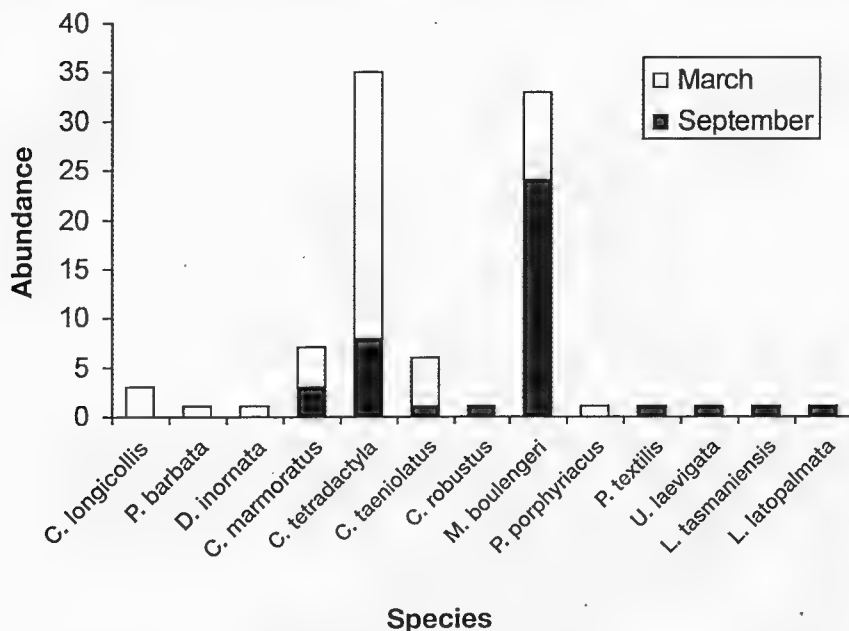 Abundance
40
35
30
25
20
15
10
5
0
March
September
C. longicollis
P. barbata
D. inornata
C. marmoratus
C. tetradactyla
C. taeniolatus
C. robustus
M. boulengeri
P. porphyriacus
P. textilis
U. laevigata
L. tasmaniensis
L. latopalmata
Species